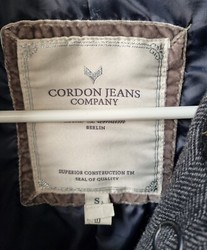 CORDON JEANS
COMPANY
BERLIN
SUPERIOR CONSTRUCTION TM
SEAL OF QUALITY
S